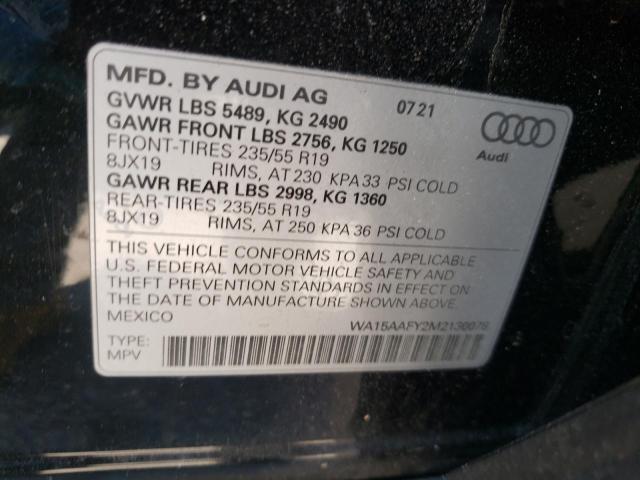 MFD. BY AUDI AG 07 21
GVWR LBS 5489, KG 2490
GAWR FRONT LBS 2756, KG 1250
FRONT-TIRES 235/55 R19
8JX19 RIMS, AT 230 KPA 33 PSI COLD
GAWR REAR LBS 2998, KG 1360
REAR-TIRES 235/55 R19
8JX19 RIMS, AT 250 KPA 36 PSI COLD
Audi
THIS VEHICLE CONFORMS TO ALL APPLICABLE
U.S. FEDERAL MOTOR VEHICLE SAFETY AND
THEFT PREVENTION STANDARDS IN EFFECT ON
THE DATE OF MANUFACTURE SHOWN ABOVE.
MEXICO
TYPE:
MPV